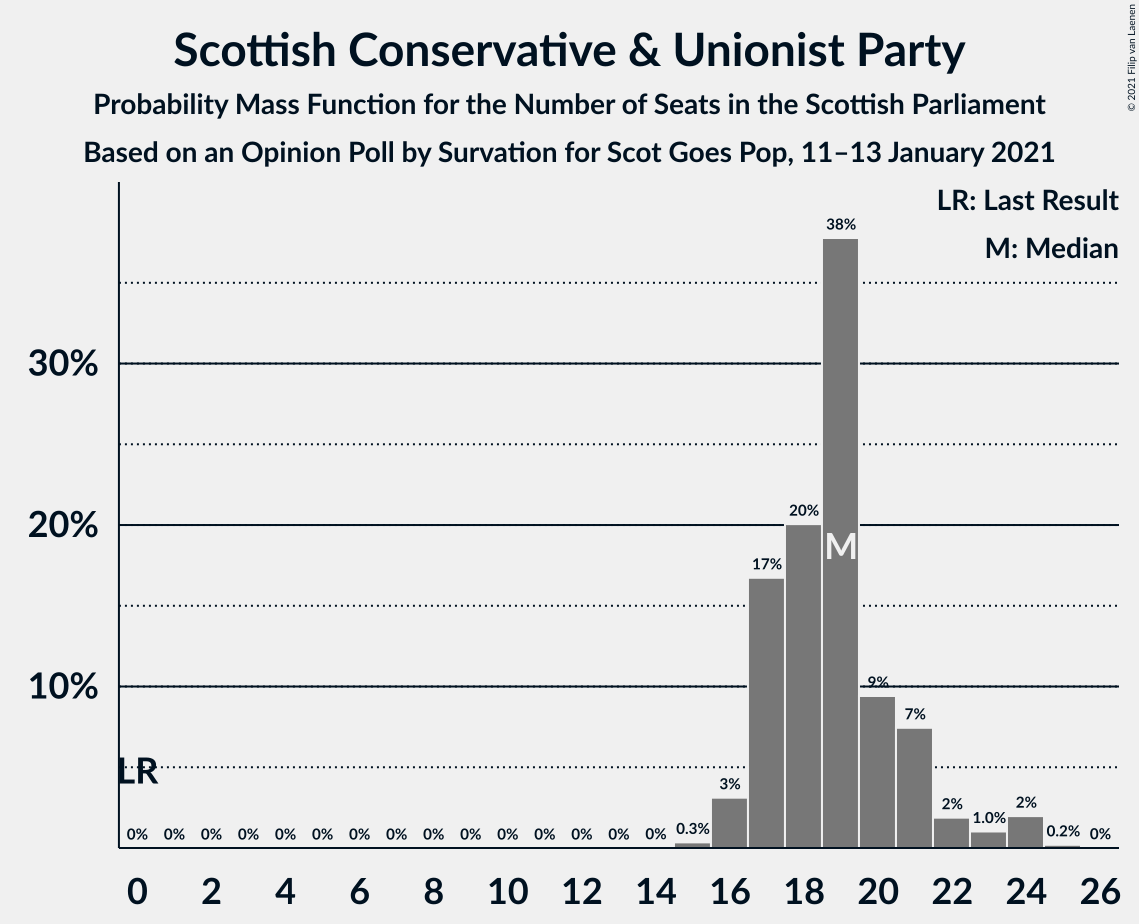 Scottish Conservative & Unionist Party
Probability Mass Function for the Number of Seats in the Scottish Parliament
Based on an Opinion Poll by Survation for Scot Goes Pop, 11–13 January 2021
© 2021 Filip van Laenen
LR: Last Result
M: Median
38%
30%
20%
20%
M
17%
10%
9%
7%
LR
3%
2%
2%
1.0%
0% 0% 0% 0% 0% 0% 0% 0% 0% 0% 0% 0% 0% 0% 0% 0.3% 0.2% 0%
0 2 4 6 8 10 12 14 16 18 20 22 24 26